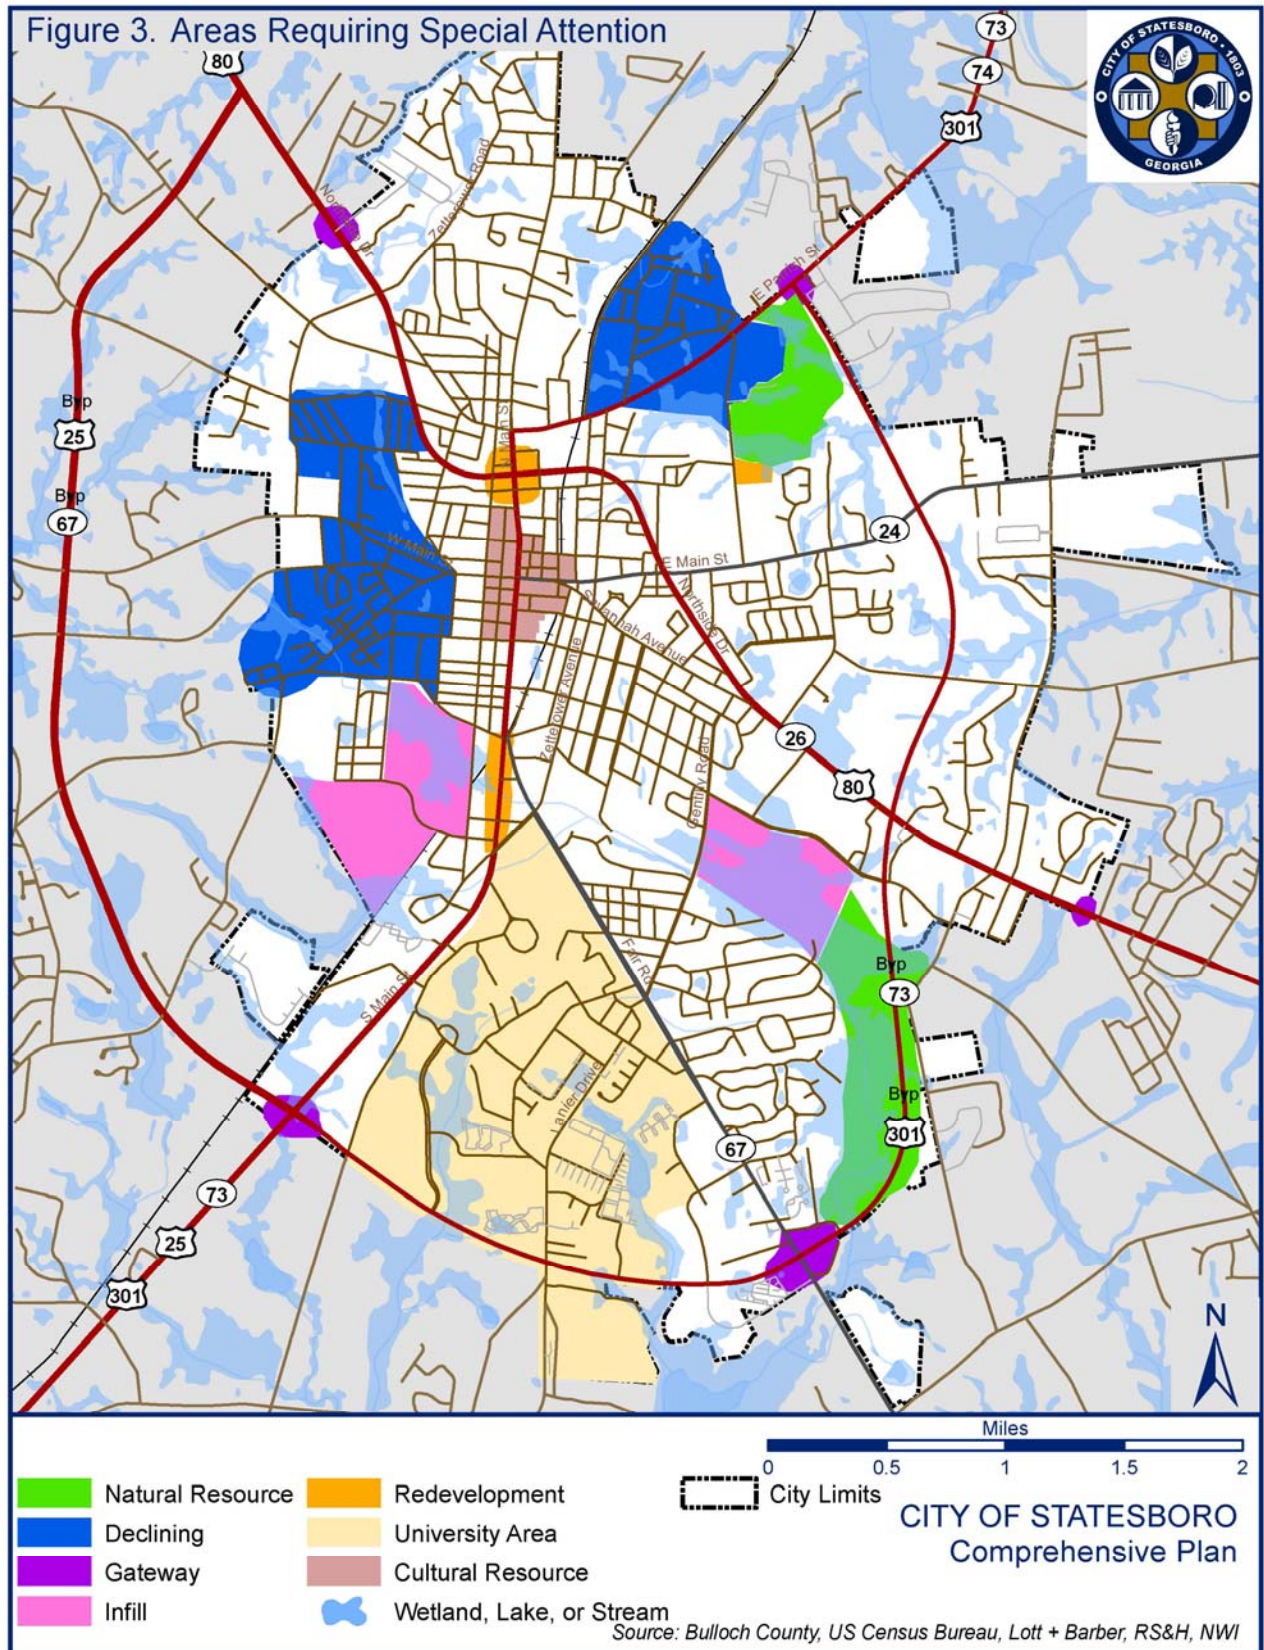 Figure 3. Areas Requiring Special Attention
CITY OF STATESBORO • 1803
GEORGIA
80
73
74
301
Zetterower Road
Northside Dr
E Parish St
Byp
25
Byp
67
N Main St
24
W Main St
E Main St
Northside Dr
Savannah Avenue
Zetterower Avenue
26
Gentilly Road
80
Fair Rd
Byp
73
S Main St
Lanier Drive
Byp
301
67
73
25
301
N
Miles
0 0.5 1 1.5 2
Natural Resource
Declining
Gateway
Infill
Redevelopment
University Area
Cultural Resource
Wetland, Lake, or Stream
City Limits
CITY OF STATESBORO
Comprehensive Plan
Source: Bulloch County, US Census Bureau, Lott + Barber, RS&H, NWI